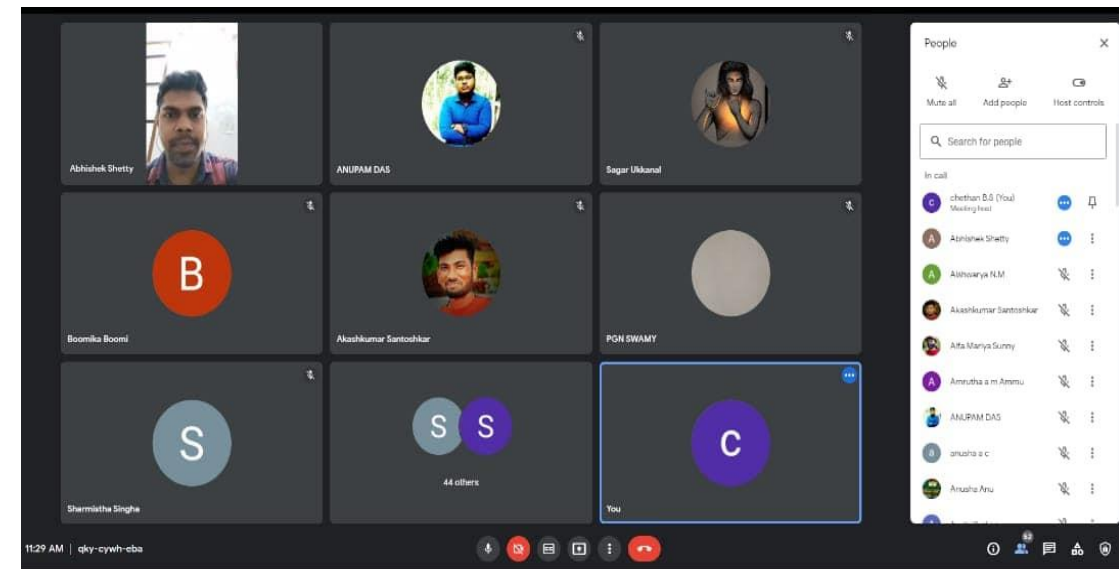 Abhishek Shetty
ANUPAM DAS
Sagar Ukkanal
B
Boomika Boomi
Akashkumar Santoshkar
PGN SWAMY
S
Shermistha Singha
S S
44 others
C
You
People
Mute all Add people Host controls
Search for people
In call
c
chethan B.S (You)
Meeting host
A
Abhishek Shetty
A
Aishwarya N.M
Akashkumar Santoshkar
Alfa Mariya Sunny
A
Amrutha a m Ammu
ANUPAM DAS
a
anusha a c
Anusha Anu
11:29 AM | qky-cywh-eba
52